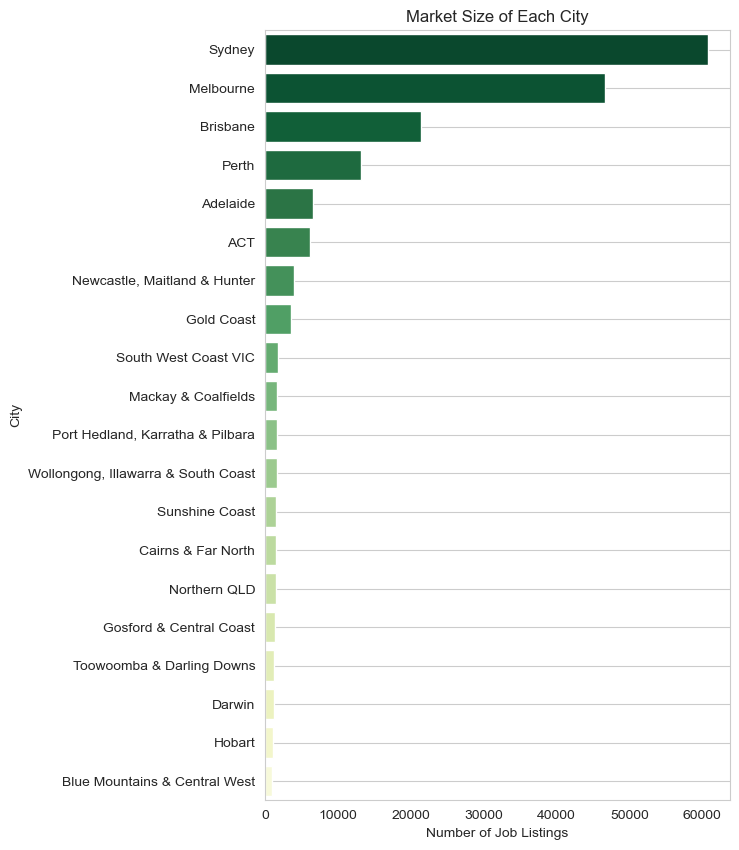 Market Size of Each City
Sydney
Melbourne
Brisbane
Perth
Adelaide
ACT
Newcastle, Maitland & Hunter
Gold Coast
South West Coast VIC
Mackay & Coalfields
Port Hedland, Karratha & Pilbara
Wollongong, Illawarra & South Coast
Sunshine Coast
Cairns & Far North
Northern QLD
Gosford & Central Coast
Toowoomba & Darling Downs
Darwin
Hobart
Blue Mountains & Central West
City
0 10000 20000 30000 40000 50000 60000
Number of Job Listings